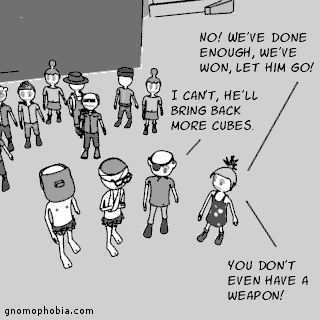 NO! WE'VE DONE
ENOUGH, WE'VE
WON, LET HIM GO!
I CAN'T, HE'LL
BRING BACK
MORE CUBES.
YOU DON'T
EVEN HAVE A
WEAPON!
gnomophobia.com